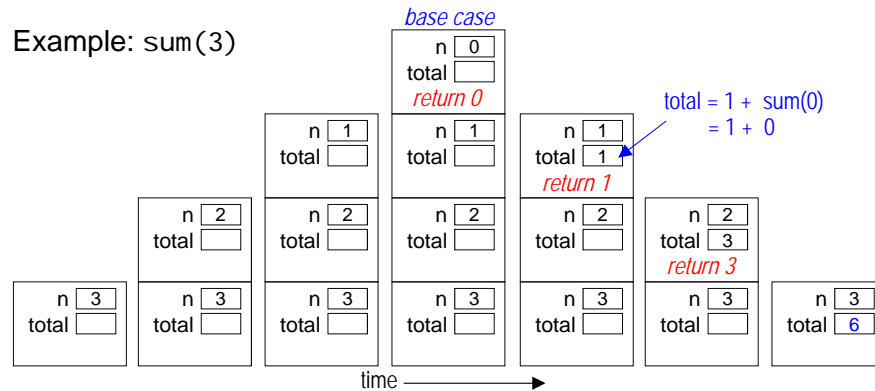 base case
Example: sum(3)
n 0
total
return 0
total = 1 + sum(0)
= 1 + 0
n 1
total
n 1
total
n 1
total 1
return 1
n 2
total
n 2
total
n 2
total
n 2
total
n 2
total 3
return 3
n 3
total
n 3
total
n 3
total
n 3
total
n 3
total
n 3
total
n 3
total 6
time